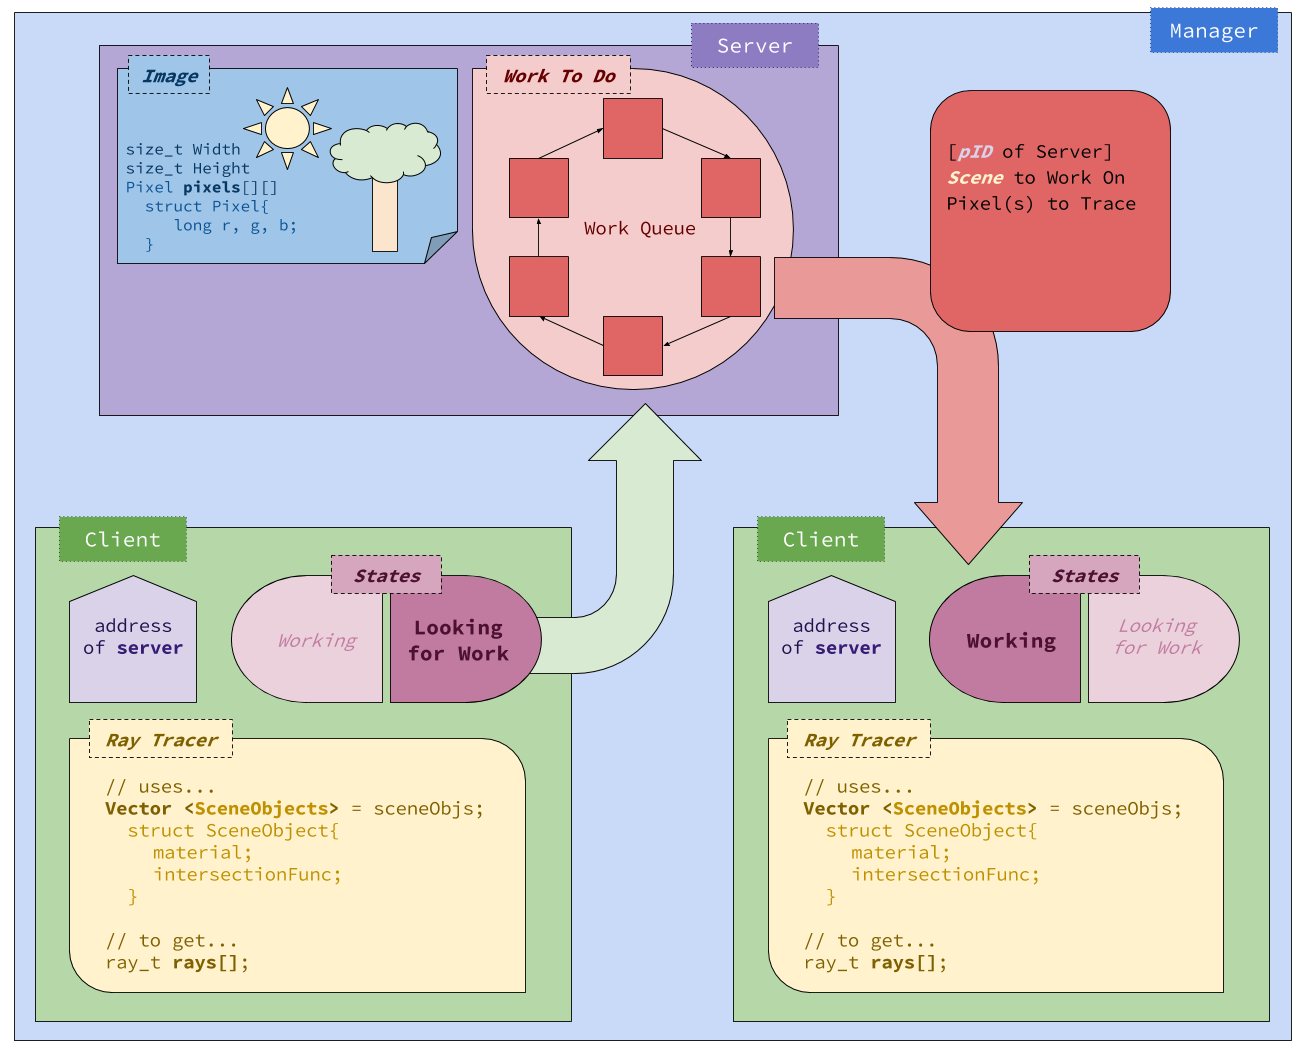 Manager
Server
Image
size_t Width
size_t Height
Pixel pixels[][]
struct Pixel{
long r, g, b;
}
Work To Do
Work Queue
[pID of Server]
Scene to Work On
Pixel(s) to Trace
Client
address
of server
States
Working
Looking
for Work
Ray Tracer
// uses...
Vector <SceneObjects> = sceneObjs;
struct SceneObject{
material;
intersectionFunc;
}
// to get...
ray_t rays[];
Client
address
of server
States
Working
Looking
for Work
Ray Tracer
// uses...
Vector <SceneObjects> = sceneObjs;
struct SceneObject{
material;
intersectionFunc;
}
// to get...
ray_t rays[];